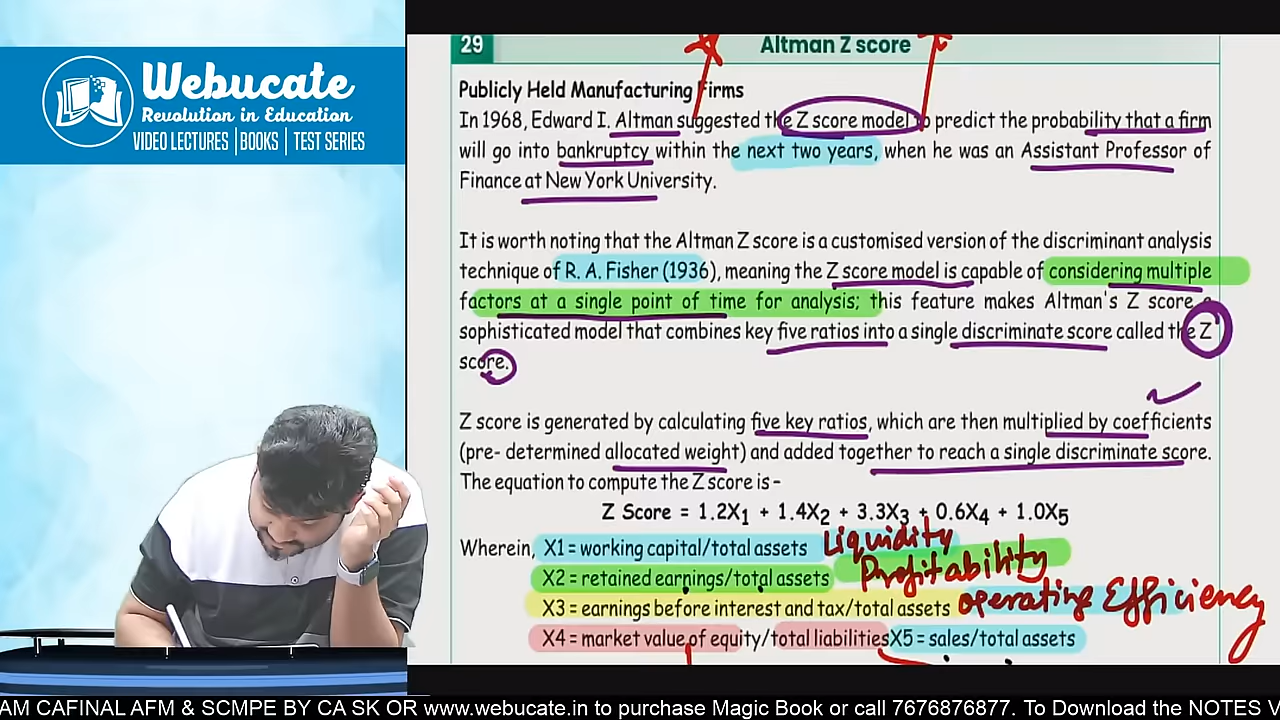 Webucate
Revolution in Education
VIDEO LECTURES | BOOKS | TEST SERIES
29
Altman Z score
Publicly Held Manufacturing Firms
In 1968, Edward I. Altman suggested the Z score model to predict the probability that a firm
will go into bankruptcy within the next two years, when he was an Assistant Professor of
Finance at New York University.
It is worth noting that the Altman Z score is a customised version of the discriminant analysis
technique of R. A. Fisher (1936), meaning the Z score model is capable of considering multiple
factors at a single point of time for analysis; this feature makes Altman's Z score a
sophisticated model that combines key five ratios into a single discriminate score called the Z
score.
Z score is generated by calculating five key ratios, which are then multiplied by coefficients
(pre- determined allocated weight) and added together to reach a single discriminate score.
The equation to compute the Z score is-
Z Score = 1.2X1 + 1.4X2 + 3.3X3 + 0.6X4 + 1.0X5
Wherein, X1 = working capital/total assets Liquidity
X2 = retained earnings/total assets Profitability
X3 = earnings before interest and tax/total assets operating Efficiency
X4 = market value of equity/total liabilitiesX5 = sales/total assets
AM CAFINAL AFM & SCMPE BY CA SK OR www.webucate.in to purchase Magic Book or call 7676876877. To Download the NOTES V